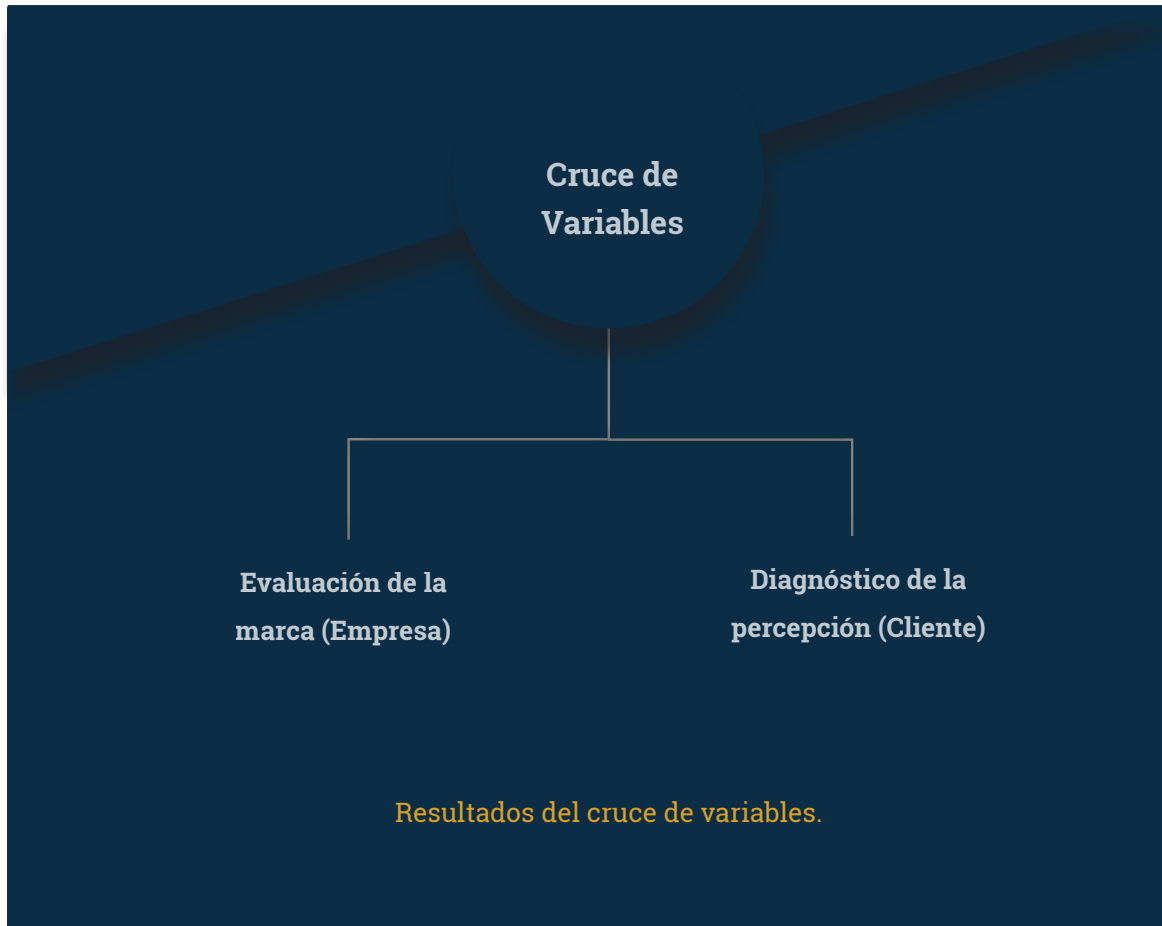 Cruce de
Variables
Evaluación de la
marca (Empresa)
Diagnóstico de la
percepción (Cliente)
Resultados del cruce de variables.